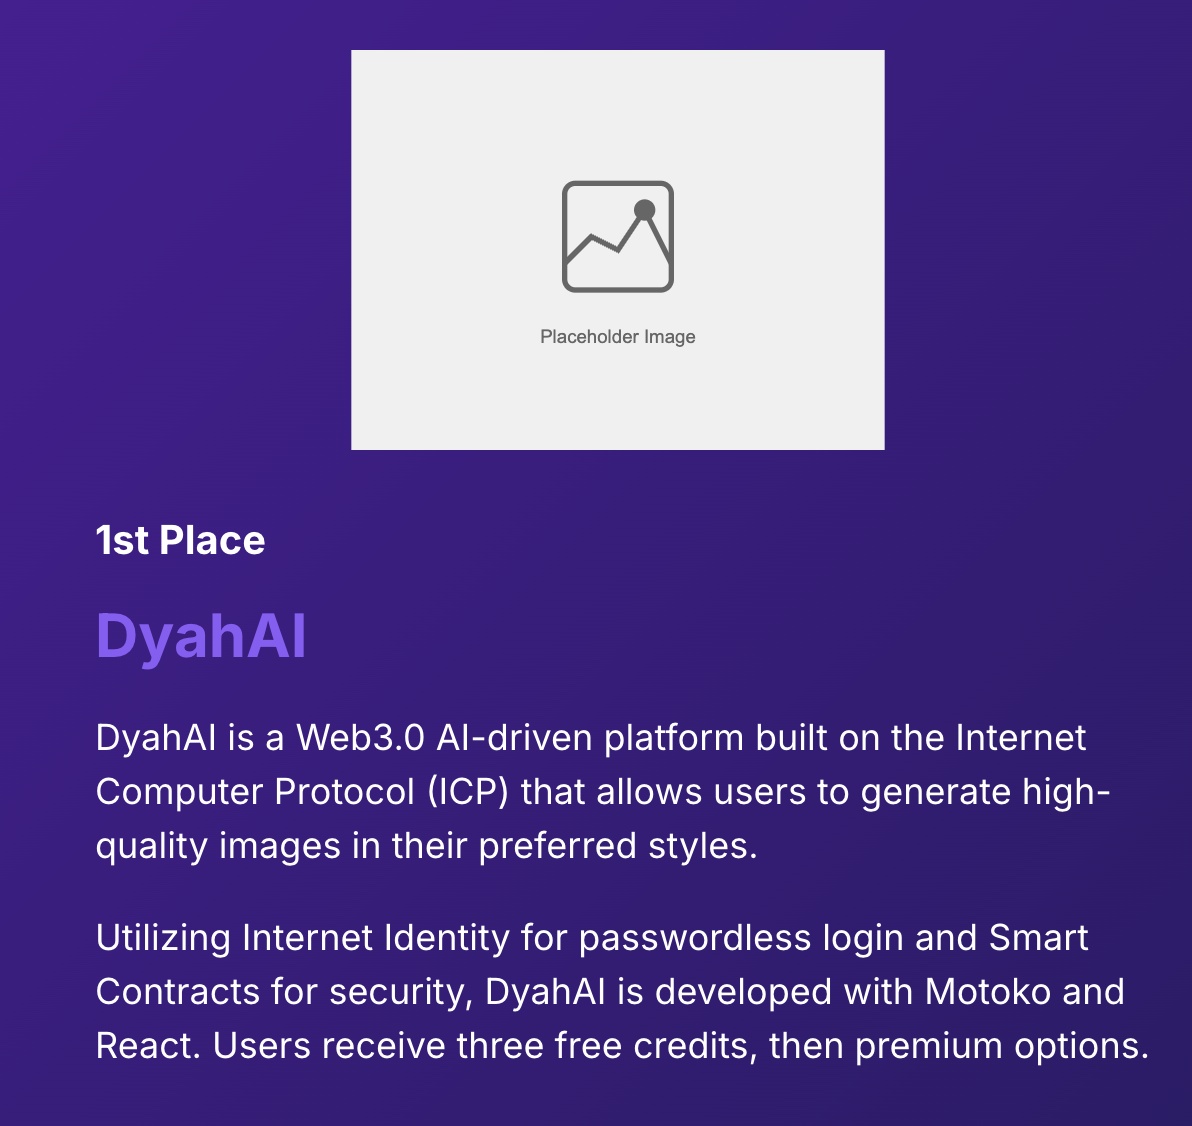 Placeholder Image
1st Place
DyahAI
DyahAI is a Web3.0 AI-driven platform built on the Internet
Computer Protocol (ICP) that allows users to generate high-
quality images in their preferred styles.
Utilizing Internet Identity for passwordless login and Smart
Contracts for security, DyahAI is developed with Motoko and
React. Users receive three free credits, then premium options.